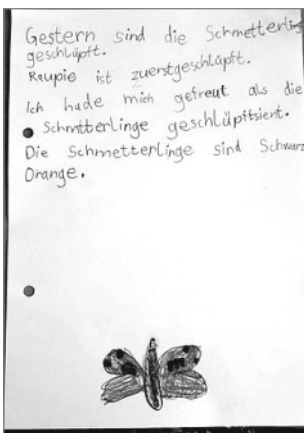 Gestern sind die Schmetterling
geschlüpft.
Raupie ist zuerstgeschlüpft.
Ich hade mich gefreut als die
Schmtterlinge geschlüpftsient.
Die Schmetterlinge sind Schwarz
Orange.